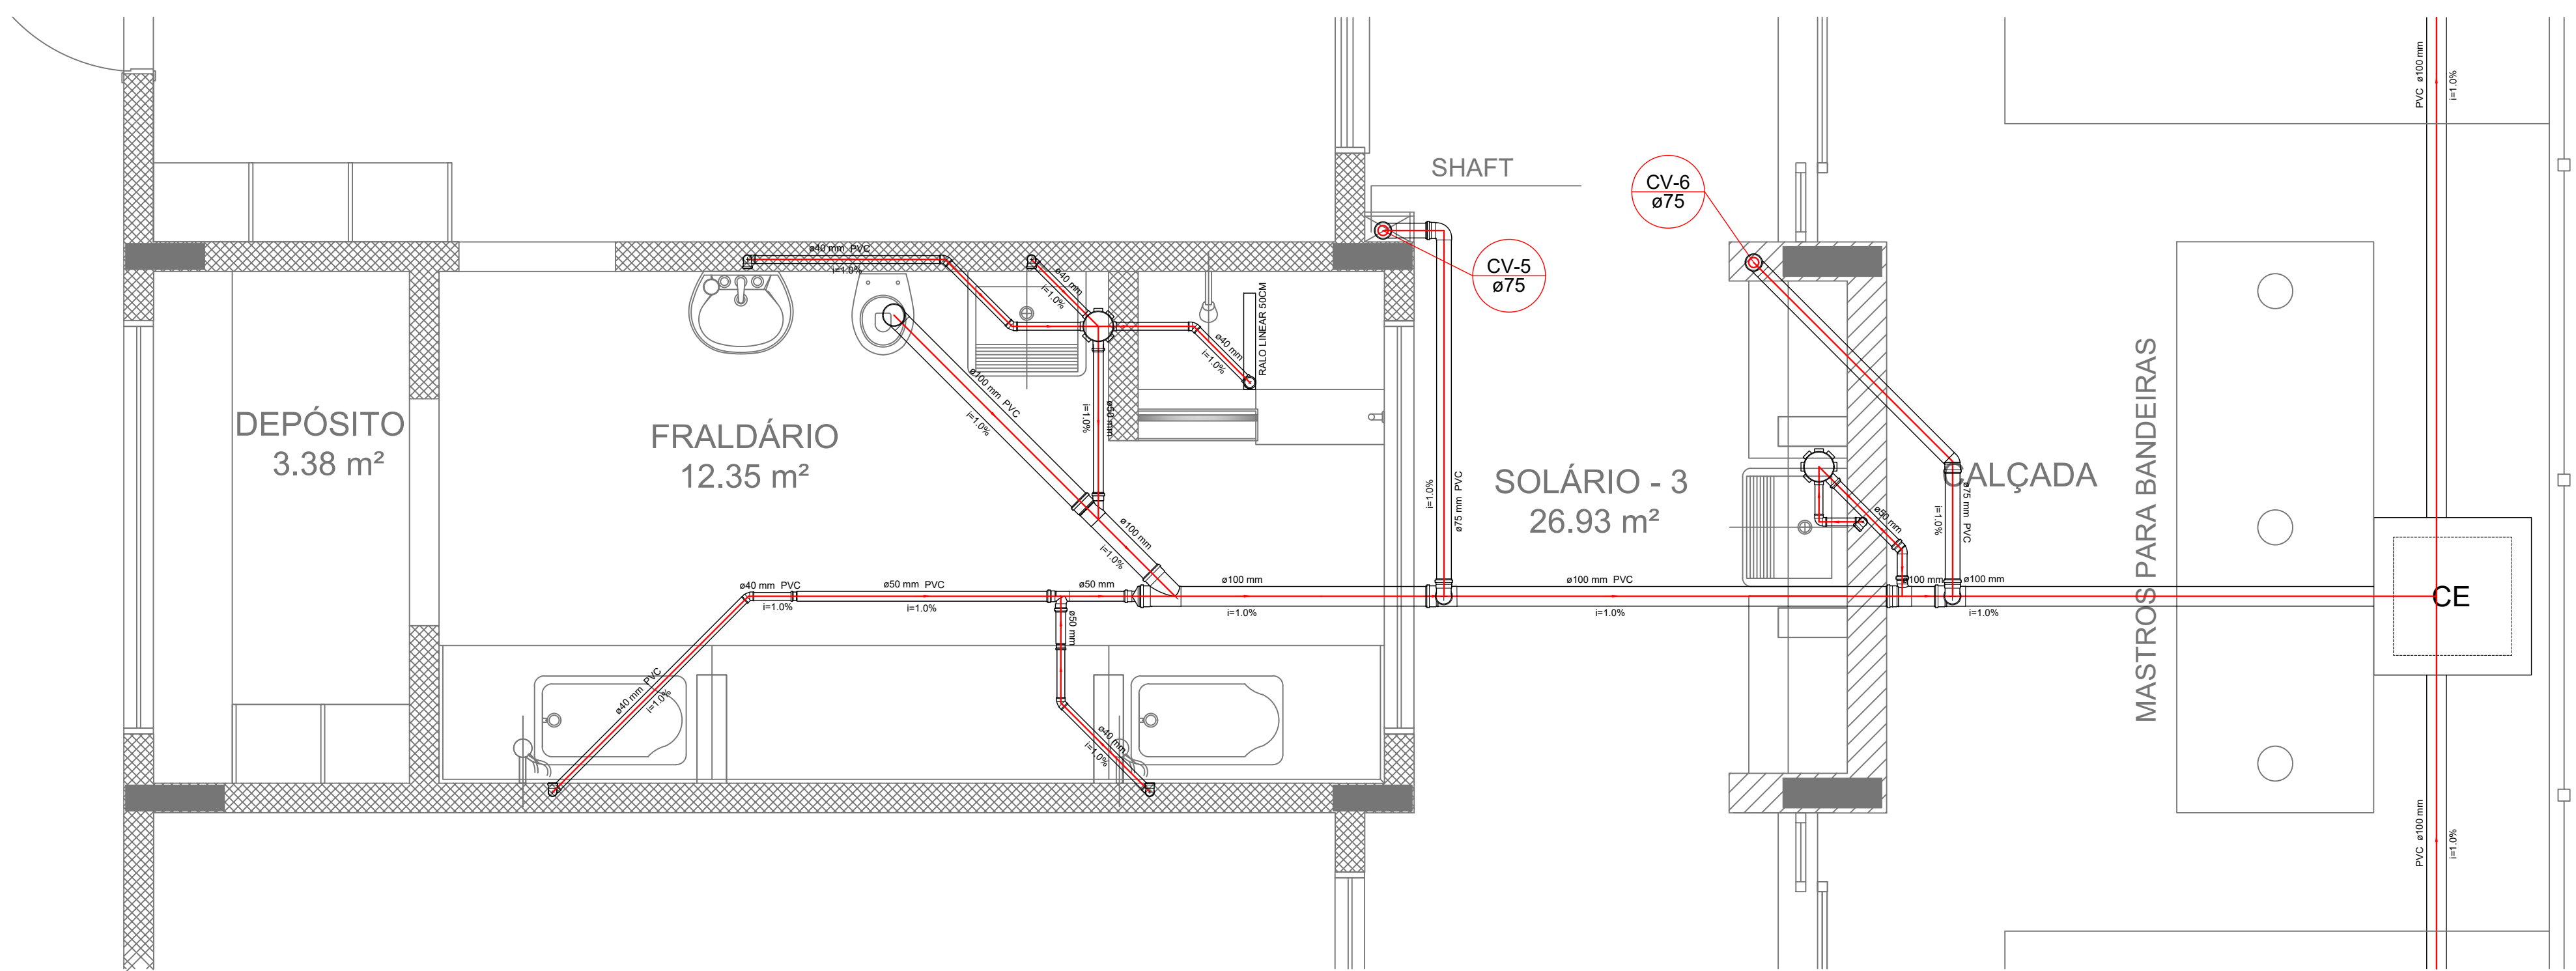 PVC ø100 mm
i=1.0%
SHAFT
CV-6
ø75
CV-5
ø75
ø40 mm PVC
i=1.0%
ø40 mm
i=1.0%
RALO LINEAR 50CM
ø40 mm
i=1.0%
ø100 mm PVC
i=1.0%
ø50 mm
i=1.0%
DEPÓSITO
3.38 m²
FRALDÁRIO
12.35 m²
SOLÁRIO - 3
26.93 m²
CALÇADA
MASTROS PARA BANDEIRAS
i=1.0%
ø75 mm PVC
ø50 mm
i=1.0%
ø75 mm PVC
ø100 mm
i=1.0%
ø40 mm PVC
i=1.0%
ø50 mm PVC
i=1.0%
ø50 mm
ø100 mm
i=1.0%
ø100 mm PVC
i=1.0%
ø100 mm
ø100 mm
i=1.0%
CE
ø50 mm
ø40 mm PVC
i=1.0%
ø40 mm
i=1.0%
PVC ø100 mm
i=1.0%